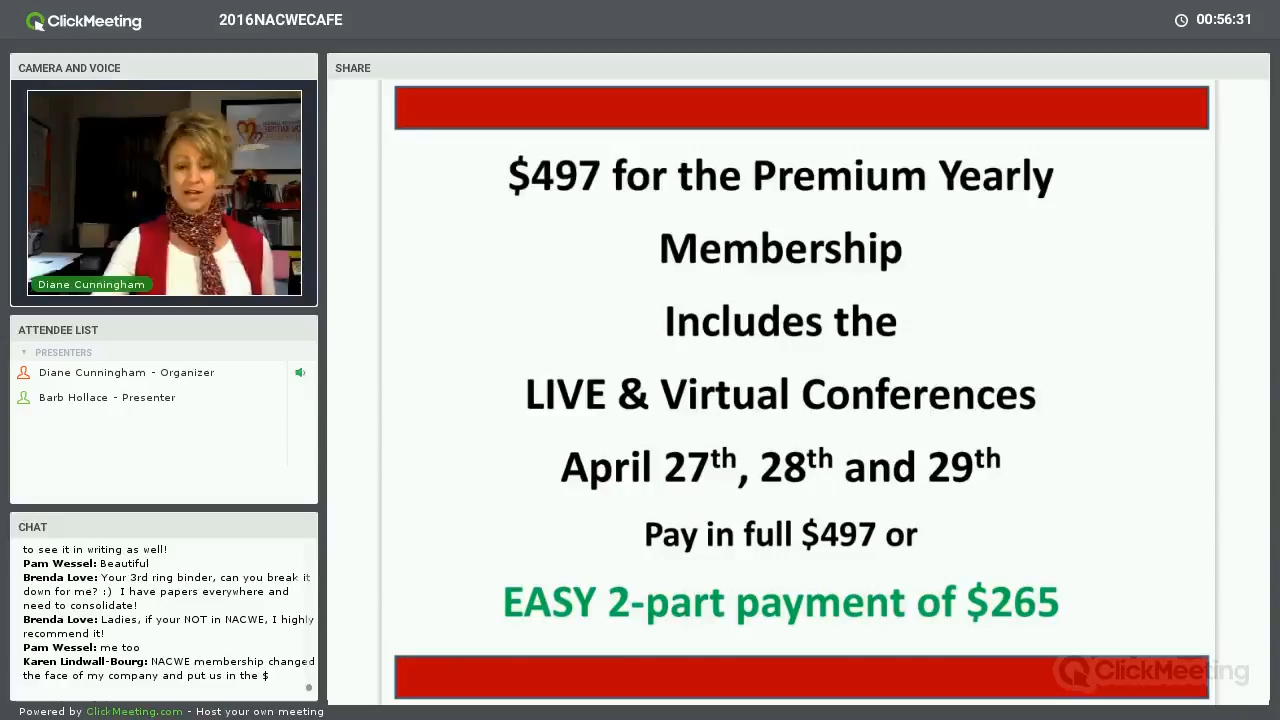 ClickMeeting
2016NACWECAFE
00:56:31
CAMERA AND VOICE
Diane Cunningham
ATTENDEE LIST
PRESENTERS
Diane Cunningham - Organizer
Barb Hollace - Presenter
CHAT
to see it in writing as well!
Pam Wessel: Beautiful
Brenda Love: Your 3rd ring binder, can you break it
down for me? :) I have papers everywhere and
need to consolidate!
Brenda Love: Ladies, if your NOT in NACWE, I highly
recommend it!
Pam Wessel: me too
Karen Lindwall-Bourg: NACWE membership changed
the face of my company and put us in the $
SHARE
$497 for the Premium Yearly
Membership
Includes the
LIVE & Virtual Conferences
April 27th, 28th and 29th
Pay in full $497 or
EASY 2-part payment of $265
ClickMeeting
Powered by ClickMeeting.com - Host your own meeting